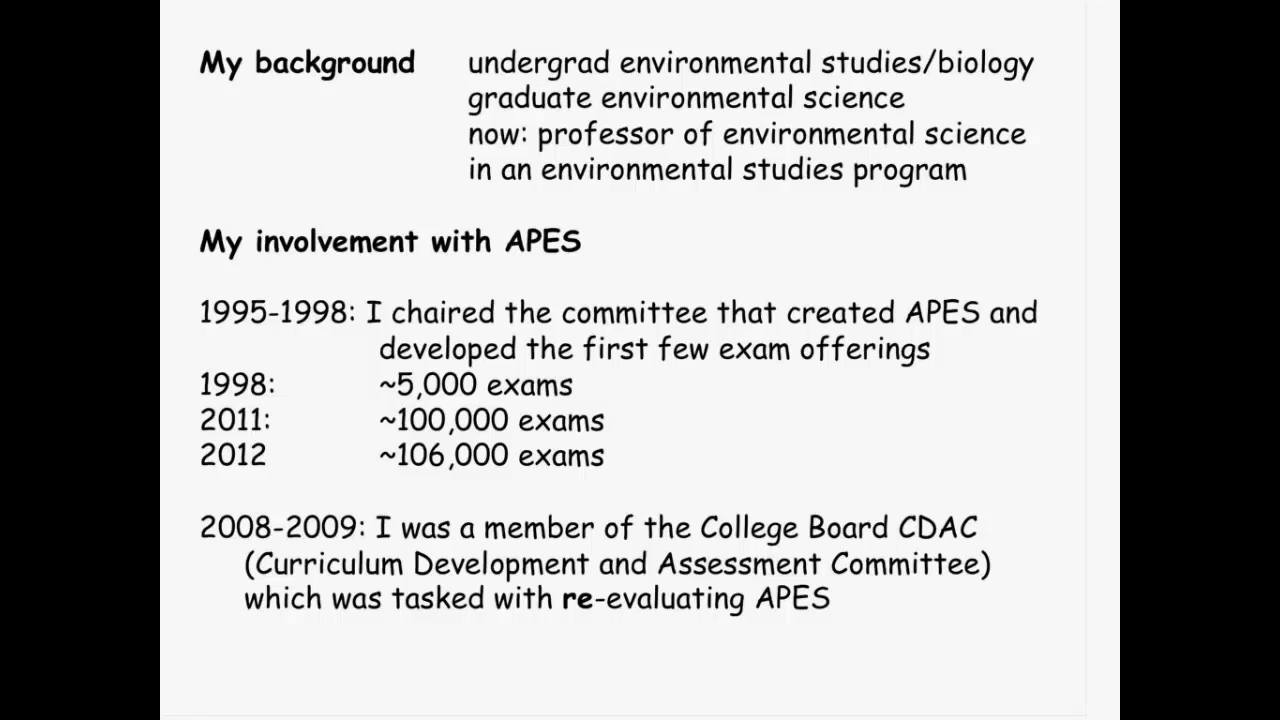 My background undergrad environmental studies/biology
graduate environmental science
now: professor of environmental science
in an environmental studies program
My involvement with APES
1995-1998: I chaired the committee that created APES and
developed the first few exam offerings
1998: ~5,000 exams
2011: ~100,000 exams
2012 ~106,000 exams
2008-2009: I was a member of the College Board CDAC
(Curriculum Development and Assessment Committee)
which was tasked with re-evaluating APES